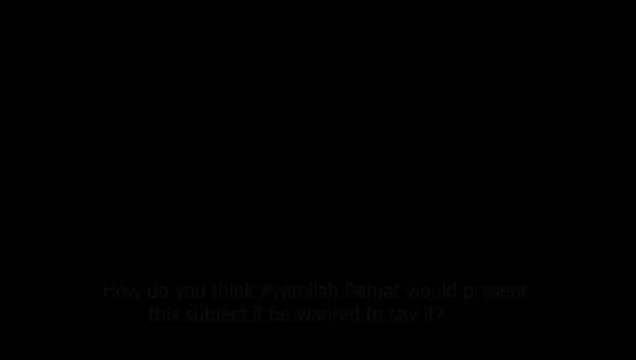 How do you think Ayatollah Bahjat would present
this subject if he wanted to say it?